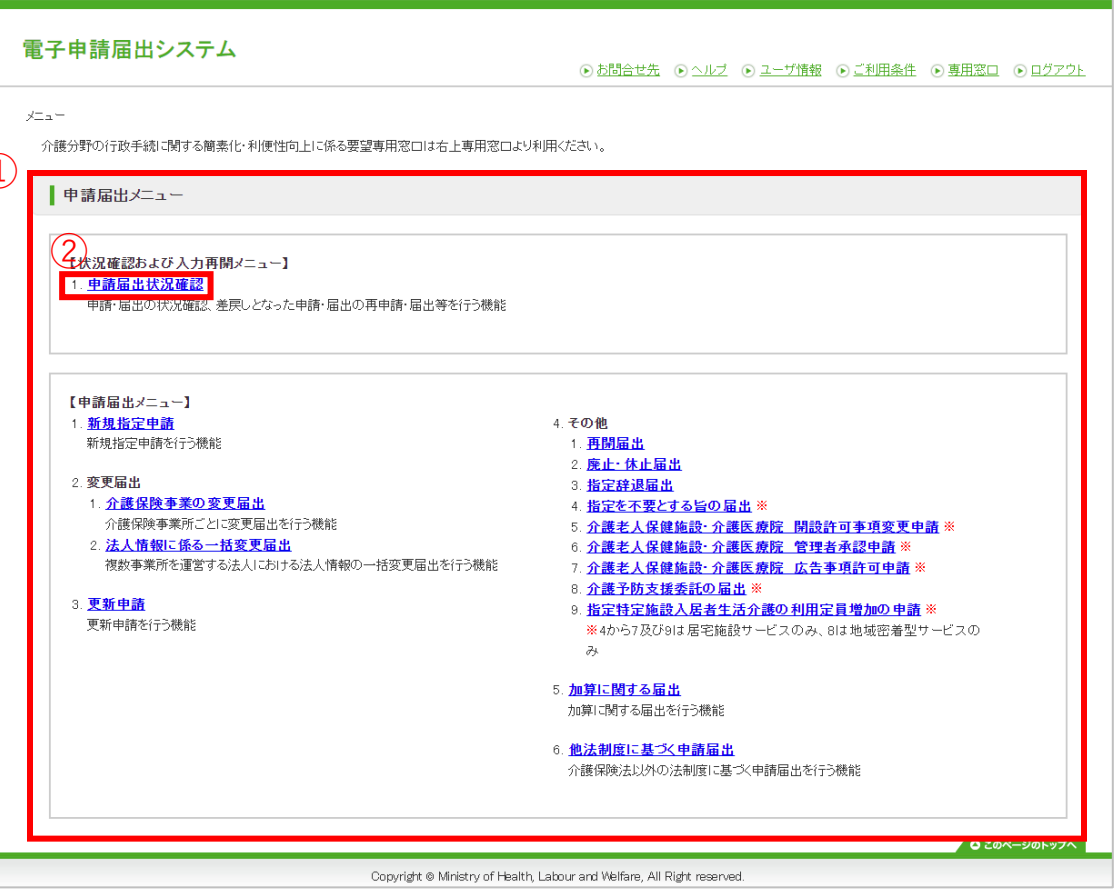 電子申請届出システム
お問合せ先 ヘルプ ユーザ情報 ご利用条件 専用窓口 ログアウト
メニュー
介護分野の行政手続に関する簡素化・利便性向上に係る要望専用窓口は右上専用窓口より利用ください。
①
申請届出メニュー
②
【状況確認および入力再開メニュー】
1. 申請届出状況確認
申請・届出の状況確認、差戻しとなった申請・届出の再申請・届出等を行う機能
【申請届出メニュー】
1. 新規指定申請
新規指定申請を行う機能
2. 変更届出
1. 介護保険事業の変更届出
介護保険事業所ごとに変更届出を行う機能
2. 法人情報に係る一括変更届出
複数事業所を運営する法人における法人情報の一括変更届出を行う機能
3. 更新申請
更新申請を行う機能
4. その他
1. 再開届出
2. 廃止・休止届出
3. 指定辞退届出
4. 指定を不要とする旨の届出 ※
5. 介護老人保健施設・介護医療院　開設許可事項変更申請 ※
6. 介護老人保健施設・介護医療院　管理者承認申請 ※
7. 介護老人保健施設・介護医療院　広告事項許可申請 ※
8. 介護予防支援委託の届出 ※
9. 指定特定施設入居者生活介護の利用定員増加の申請 ※
※4から7及び9は居宅施設サービスのみ、8は地域密着型サービスの
み
5. 加算に関する届出
加算に関する届出を行う機能
6. 他法制度に基づく申請届出
介護保険法以外の法制度に基づく申請届出を行う機能
このページのトップへ
Copyright © Ministry of Health, Labour and Welfare, All Right reserved.